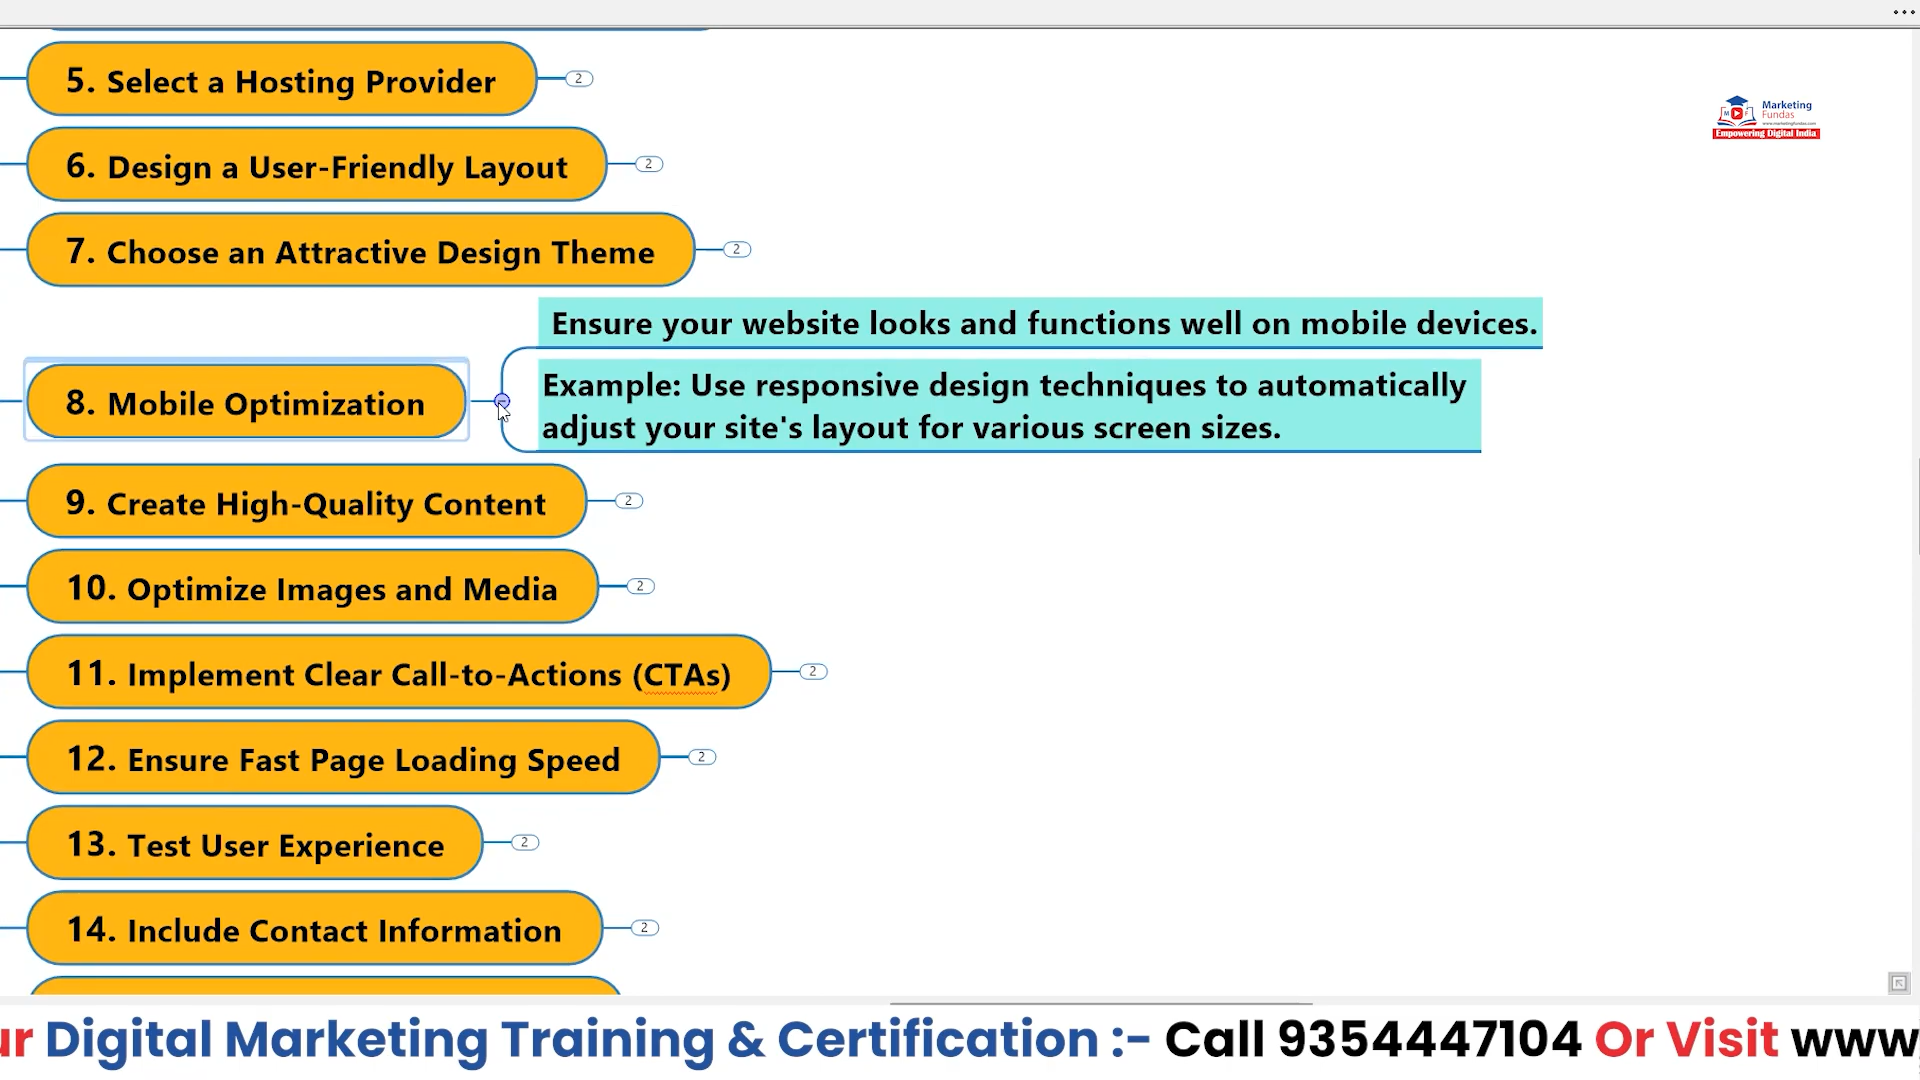 5. Select a Hosting Provider
2
6. Design a User-Friendly Layout
2
Marketing
Fundas
www.marketingfundas.com
Empowering Digital India
7. Choose an Attractive Design Theme
2
Ensure your website looks and functions well on mobile devices.
8. Mobile Optimization
Example: Use responsive design techniques to automatically
adjust your site's layout for various screen sizes.
9. Create High-Quality Content
2
10. Optimize Images and Media
2
11. Implement Clear Call-to-Actions (CTAs)
2
12. Ensure Fast Page Loading Speed
2
13. Test User Experience
2
14. Include Contact Information
2
ur Digital Marketing Training & Certification :- Call 9354447104 Or Visit www